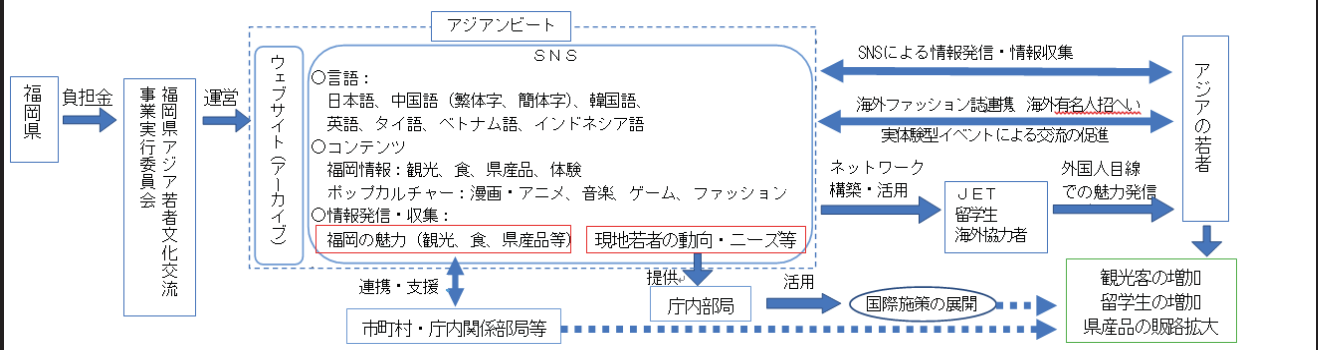 アジアンビート
福岡県
負担金
福岡県アジア若者文化交流
事業実行委員会
運営
ウェブサイト(アーカイブ)
SNS
○言語:
日本語、中国語(繁体字、簡体字)、韓国語、
英語、タイ語、ベトナム語、インドネシア語
○コンテンツ
福岡情報:観光、食、県産品、体験
ポップカルチャー:漫画・アニメ、音楽、ゲーム、ファッション
○情報発信・収集:
福岡の魅力(観光、食、県産品等)
現地若者の動向・ニーズ等
SNSによる情報発信・情報収集
海外ファッション誌連携 海外有名人招へい
実体験型イベントによる交流の促進
ネットワーク
構築・活用
JET
留学生
海外協力者
外国人目線
での魅力発信
アジアの若者
連携・支援
市町村・庁内関係部局等
提供
庁内部局
活用
国際施策の展開
観光客の増加
留学生の増加
県産品の販路拡大